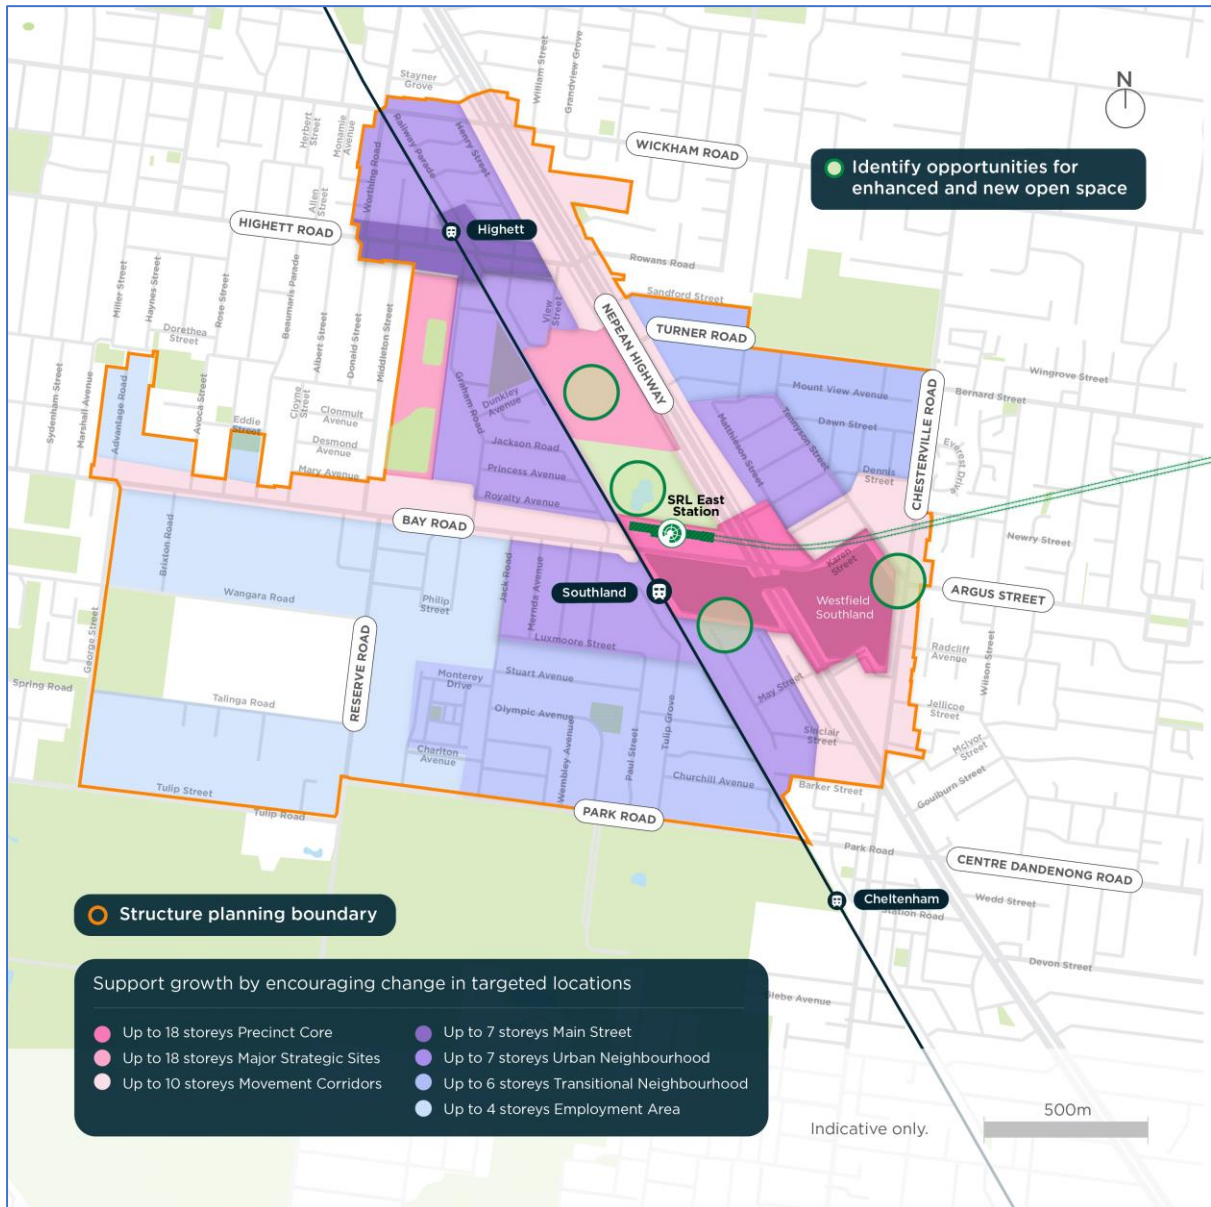 Stayner
Grove
William Street
Grandview Grove
N
Herbert
Street
Monamie
Avenue
Railway Parade
Henry Street
WICKHAM ROAD
Identify opportunities for
enhanced and new open space
Worthing Road
Allen
Street
HIGHETT ROAD
Highett
Rowans Road
Miller Street
Haynes Street
Rose Street
Beaumaris Parade
Sandford Street
View
Street
NEPEAN HIGHWAY
TURNER ROAD
Dorethea
Street
Albert Street
Donald Street
Middleton Street
Wingrove Street
Sydenham Street
Marshall Avenue
Advantage Road
Avoca Street
Eddie
Street
Cloyne
Street
Clonmult
Avenue
Desmond
Avenue
Mary Avenue
Graham Road
Dunkley
Avenue
Jackson Road
Princess Avenue
Royalty Avenue
Mount View Avenue
Bernard Street
Matthieson Street
Tennyson Street
Dawn Street
Dennis
Street
CHESTERVILLE ROAD
Everest Drive
SRL East
Station
BAY ROAD
Newry Street
Brixton Road
Jack Road
Mernda Avenue
Karen
Street
Wangara Road
Philip
Street
Southland
Westfield
Southland
ARGUS STREET
George Street
RESERVE ROAD
Luxmoore Street
Radcliff
Avenue
Wilson Street
Spring Road
Talinga Road
Monterey
Drive
Stuart Avenue
May Street
Olympic Avenue
Tulip Grove
Jellicoe
Street
Charlton
Avenue
Wembley Avenue
Paul Street
Sinclair
Street
McIvor
Street
Churchill Avenue
Barker Street
Goulburn Street
Tulip Street
Tulip Road
PARK ROAD
Park Road
CENTRE DANDENONG ROAD
Structure planning boundary
Cheltenham
Wedd Street
Station Road
Devon Street
Glebe Avenue
Support growth by encouraging change in targeted locations
Up to 18 storeys Precinct Core
Up to 18 storeys Major Strategic Sites
Up to 10 storeys Movement Corridors
Up to 7 storeys Main Street
Up to 7 storeys Urban Neighbourhood
Up to 6 storeys Transitional Neighbourhood
Up to 4 storeys Employment Area
500m
Indicative only.